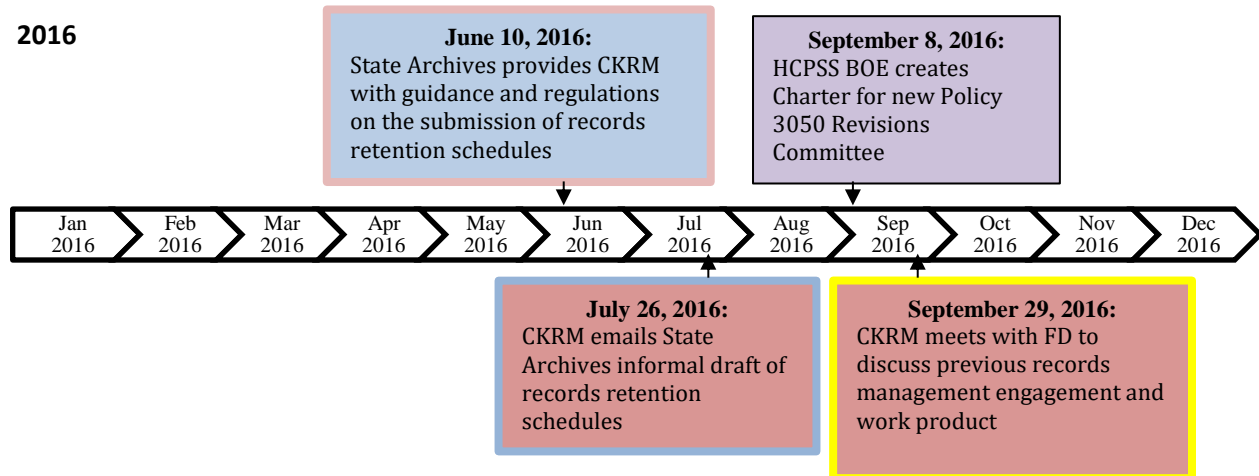 2016
June 10, 2016:
State Archives provides CKRM
with guidance and regulations
on the submission of records
retention schedules
September 8, 2016:
HCPSS BOE creates
Charter for new Policy
3050 Revisions
Committee
Jan
2016
Feb
2016
Mar
2016
Apr
2016
May
2016
Jun
2016
Jul
2016
Aug
2016
Sep
2016
Oct
2016
Nov
2016
Dec
2016
July 26, 2016:
CKRM emails State
Archives informal draft of
records retention
schedules
September 29, 2016:
CKRM meets with FD to
discuss previous records
management engagement and
work product